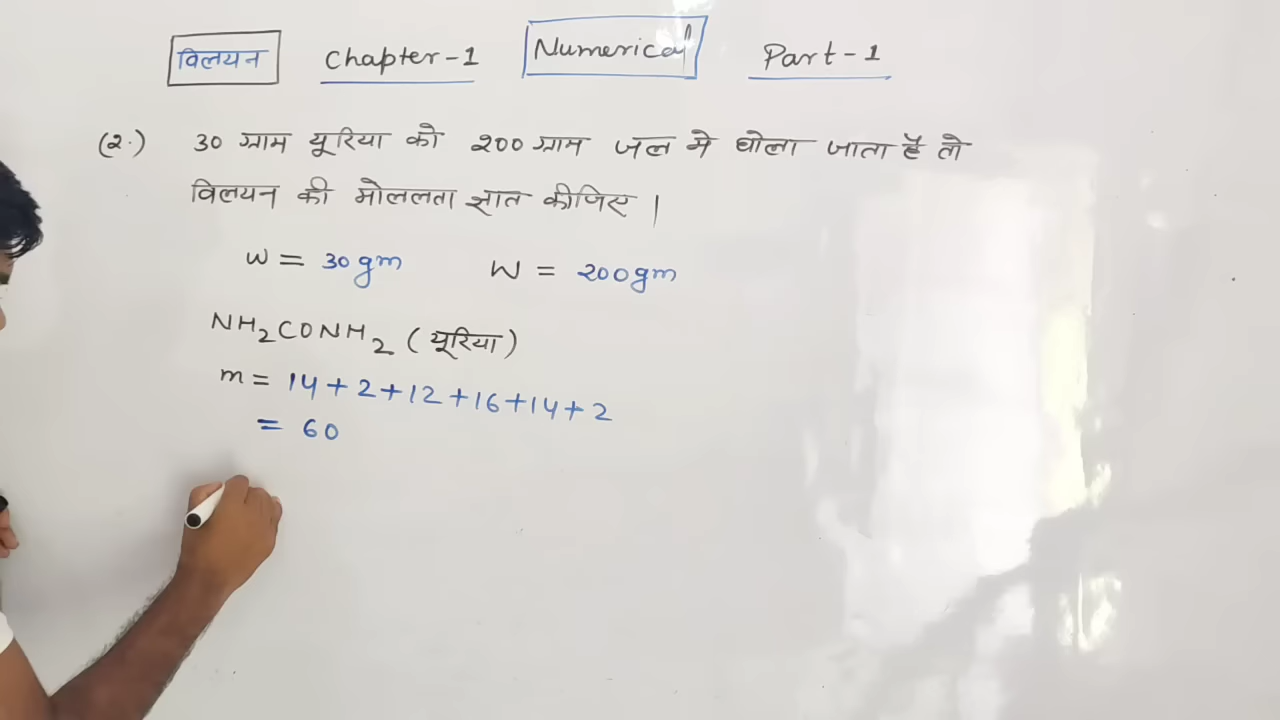 विलयन Chapter-1 Numerical Part-1
(2.) 30 ग्राम यूरिया को 200 ग्राम जल मे घोला जाता है तो
विलयन की मोललता ज्ञात कीजिए |
w = 30gm W = 200gm
NH₂CONH₂ (यूरिया)
m = 14+2+12+16+14+2
= 60